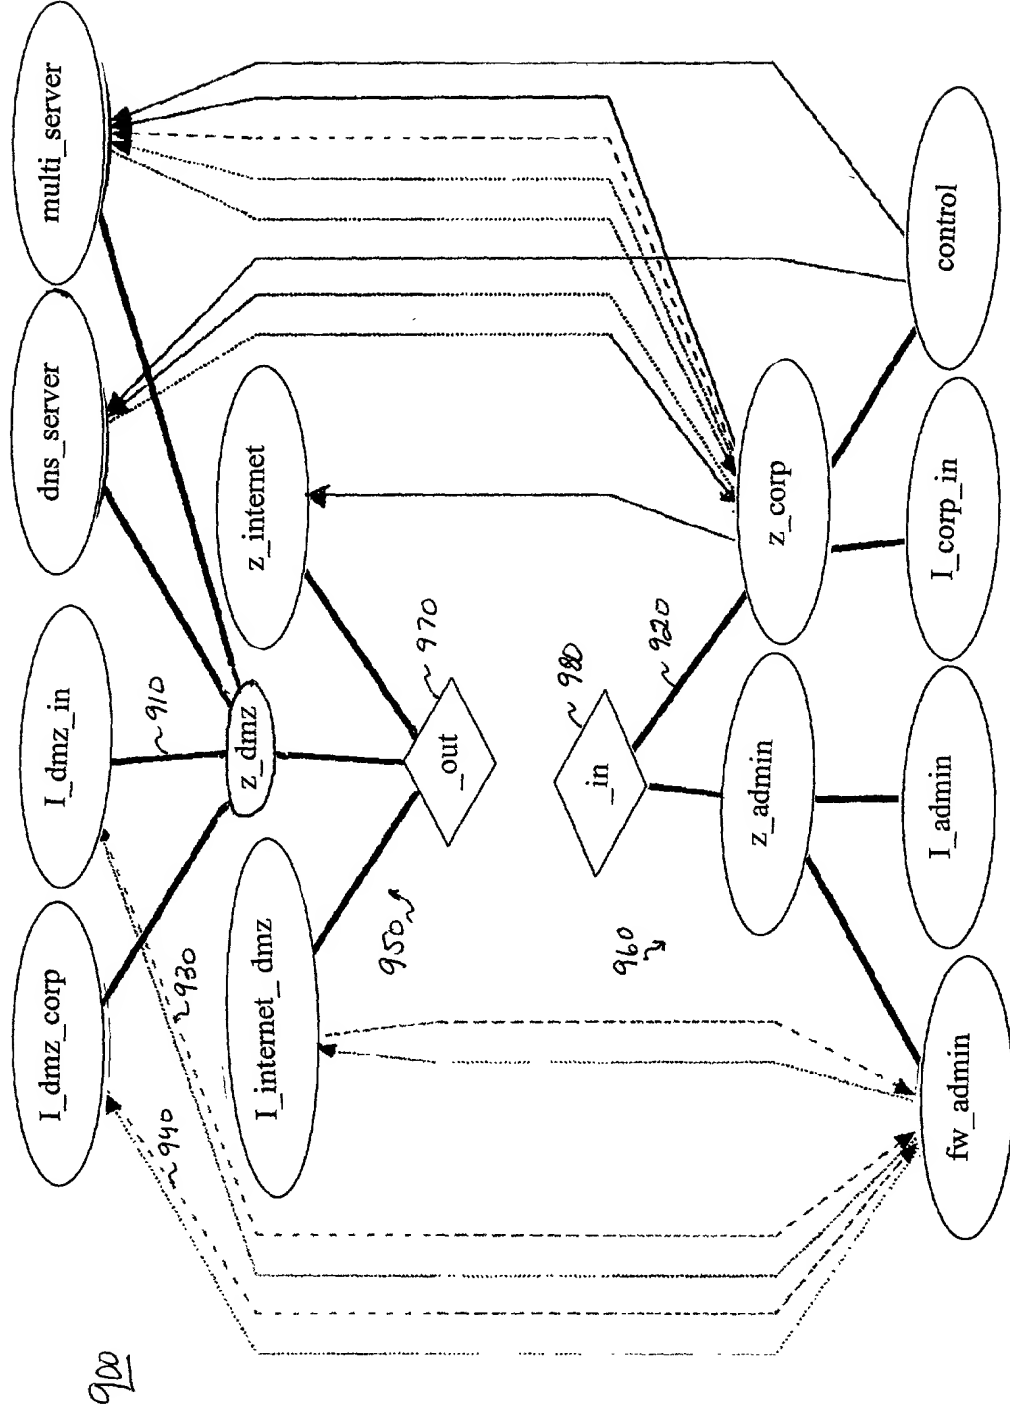 I_dmz_corp
I_dmz_in
dns_server
multi_server
900
940
930
910
z_dmz
I_internet_dmz
z_internet
950
970
_out
980
_in
960
920
z_admin
z_corp
fw_admin
I_admin
I_corp_in
control